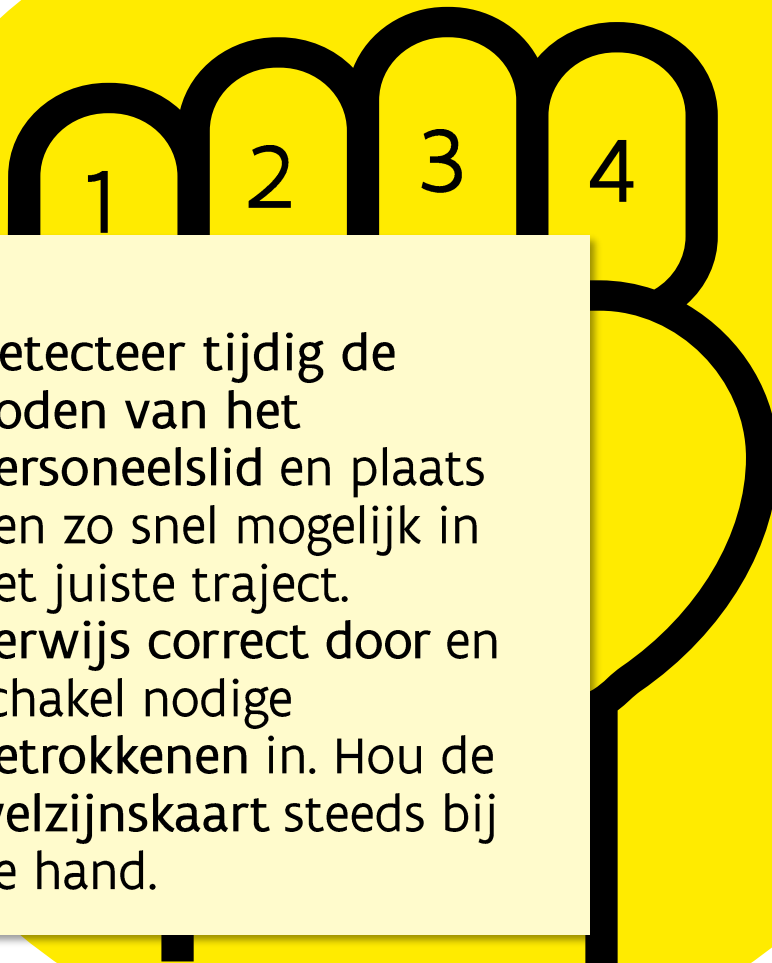 1 2 3 4
etecteer tijdig de
oden van het
ersoneelslid en plaats
en zo snel mogelijk in
et juiste traject.
erwijs correct door en
chakel nodige
etrokkenen in. Hou de
elzijnskaart steeds bij
e hand.